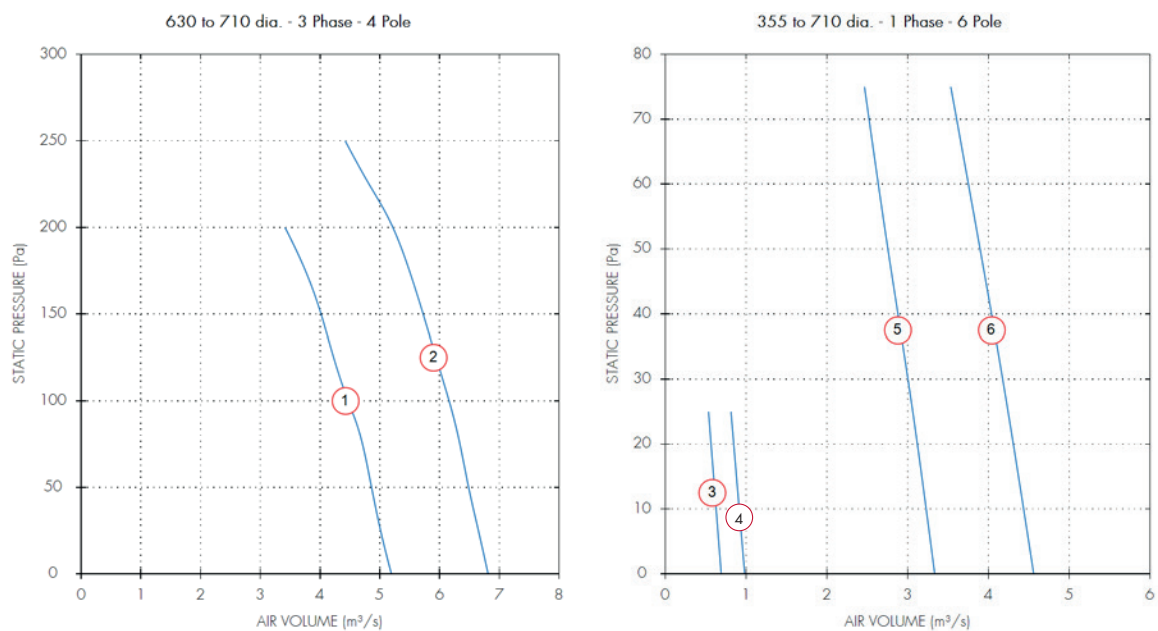 630 to 710 dia. - 3 Phase - 4 Pole
300
250
200
150
100
50
0
STATIC PRESSURE (Pa)
1
2
0 1 2 3 4 5 6 7 8
AIR VOLUME (m³/s)
355 to 710 dia. - 1 Phase - 6 Pole
80
70
60
50
40
30
20
10
0
STATIC PRESSURE (Pa)
5
6
3
4
0 1 2 3 4 5 6
AIR VOLUME (m³/s)